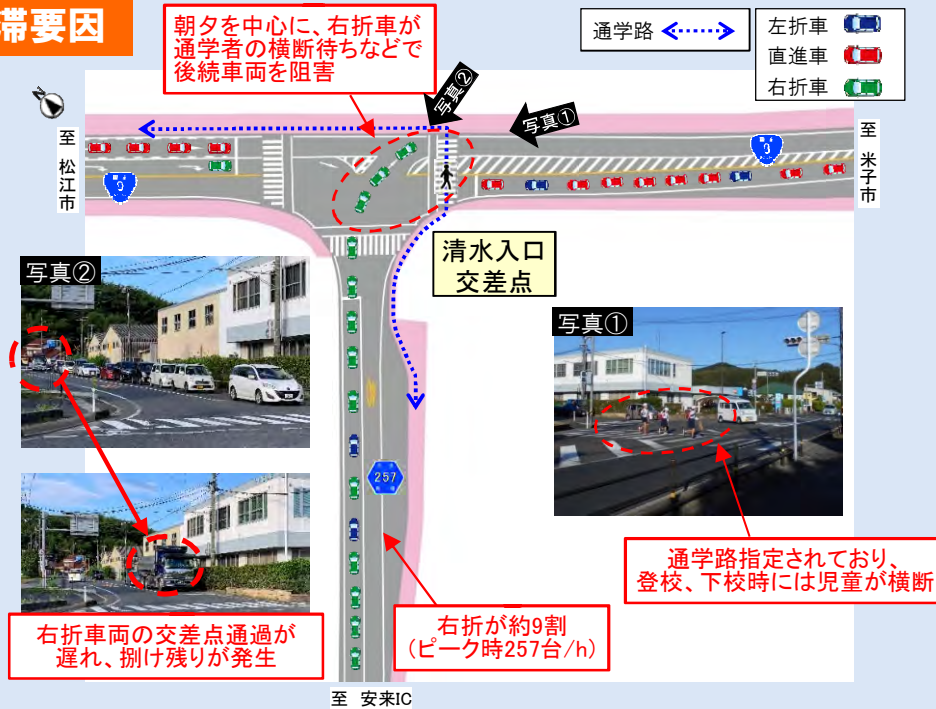 滞要因
朝夕を中心に、右折車が
通学者の横断待ちなどで
後続車両を阻害
通学路
左折車
直進車
右折車
写真②
写真①
至
松江市
9
9
至
米子市
清水入口
交差点
写真②
写真①
257
通学路指定されており、
登校、下校時には児童が横断
右折車両の交差点通過が
遅れ、捌け残りが発生
右折が約9割
(ピーク時257台/h)
至 安来IC